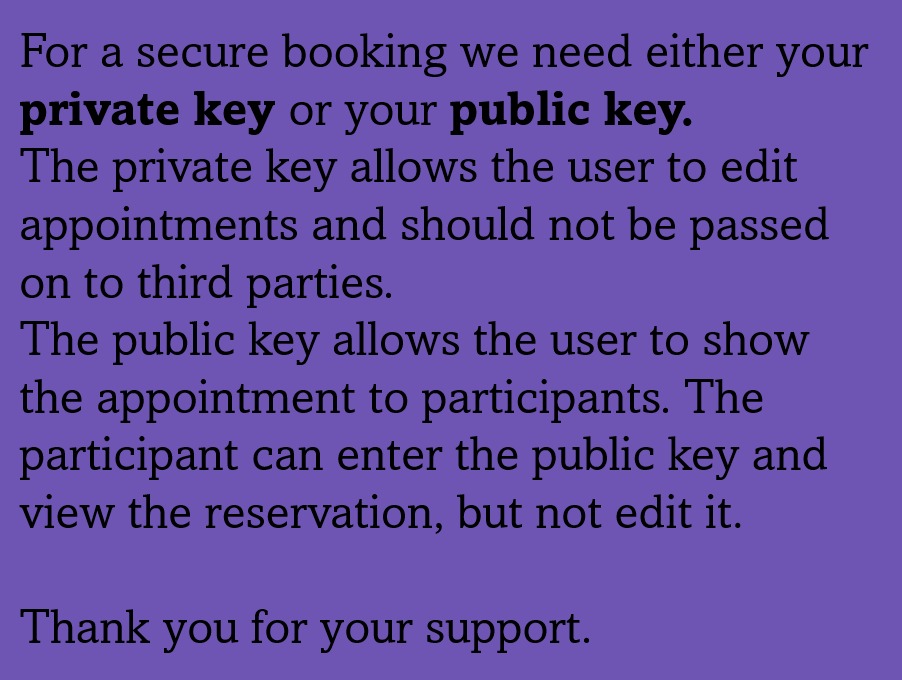 For a secure booking we need either your
private key or your public key.
The private key allows the user to edit
appointments and should not be passed
on to third parties.
The public key allows the user to show
the appointment to participants. The
participant can enter the public key and
view the reservation, but not edit it.
Thank you for your support.